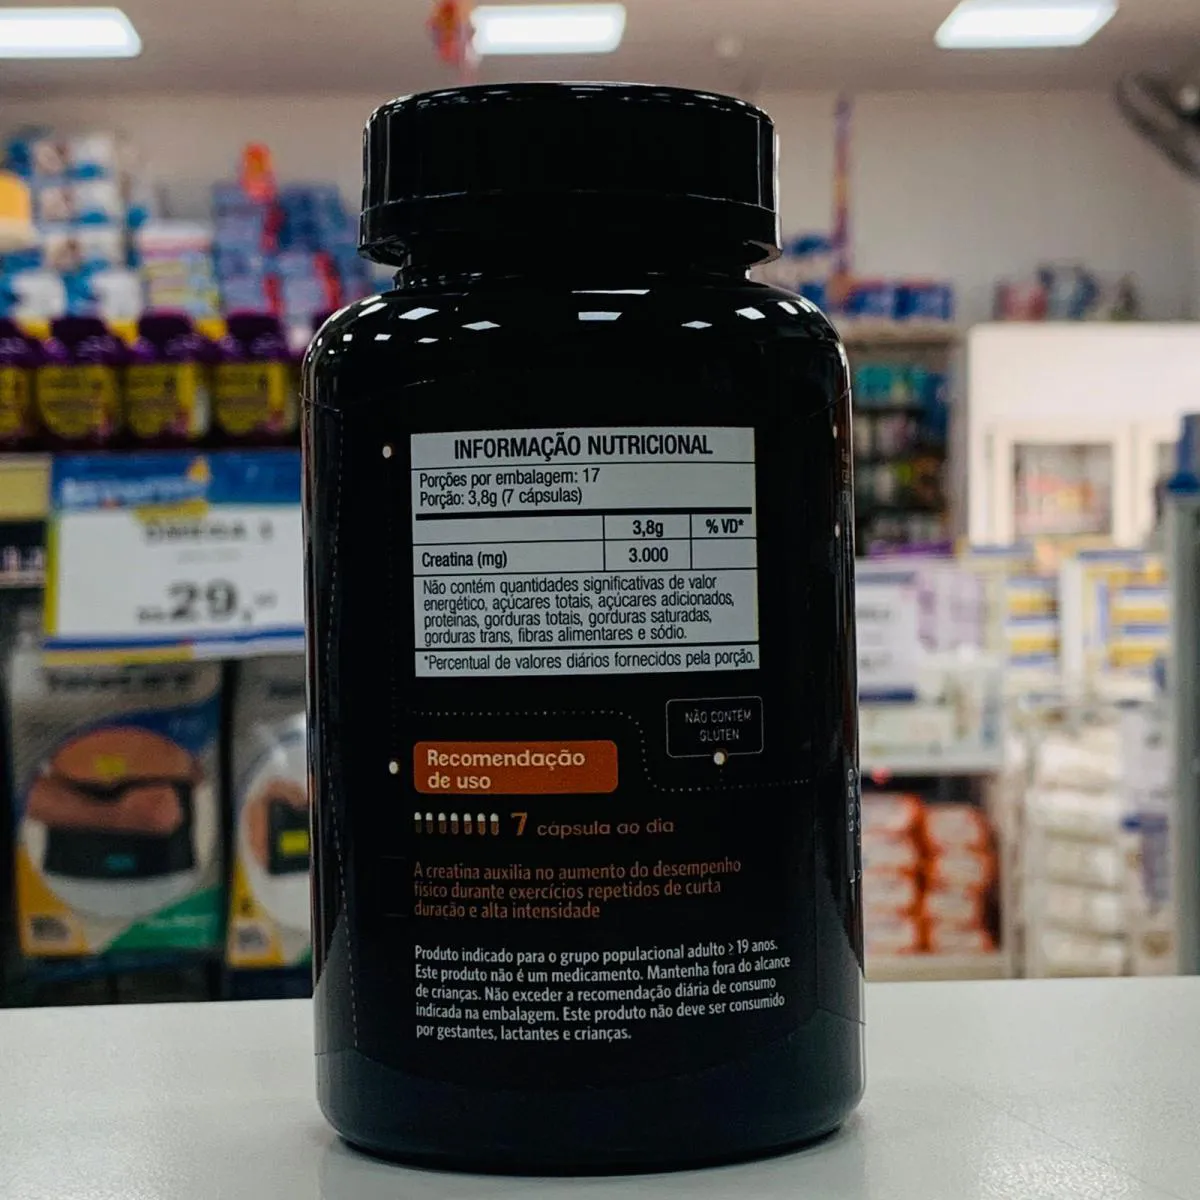 INFORMAÇÃO NUTRICIONAL
Porções por embalagem: 17
Porção: 3,8g (7 cápsulas)
3,8g % VD*
Creatina (mg) 3.000
Não contém quantidades significativas de valor
energético, açúcares totais, açúcares adicionados,
proteínas, gorduras totais, gorduras saturadas,
gorduras trans, fibras alimentares e sódio.
*Percentual de valores diários fornecidos pela porção.
NÃO CONTÉM
GLÚTEN
Recomendação
de uso
7 cápsula ao dia
A creatina auxilia no aumento do desempenho
físico durante exercícios repetidos de curta
duração e alta intensidade
Produto indicado para o grupo populacional adulto ≥ 19 anos.
Este produto não é um medicamento. Mantenha fora do alcance
de crianças. Não exceder a recomendação diária de consumo
indicada na embalagem. Este produto não deve ser consumido
por gestantes, lactantes e crianças.
OMEGA 3
29,